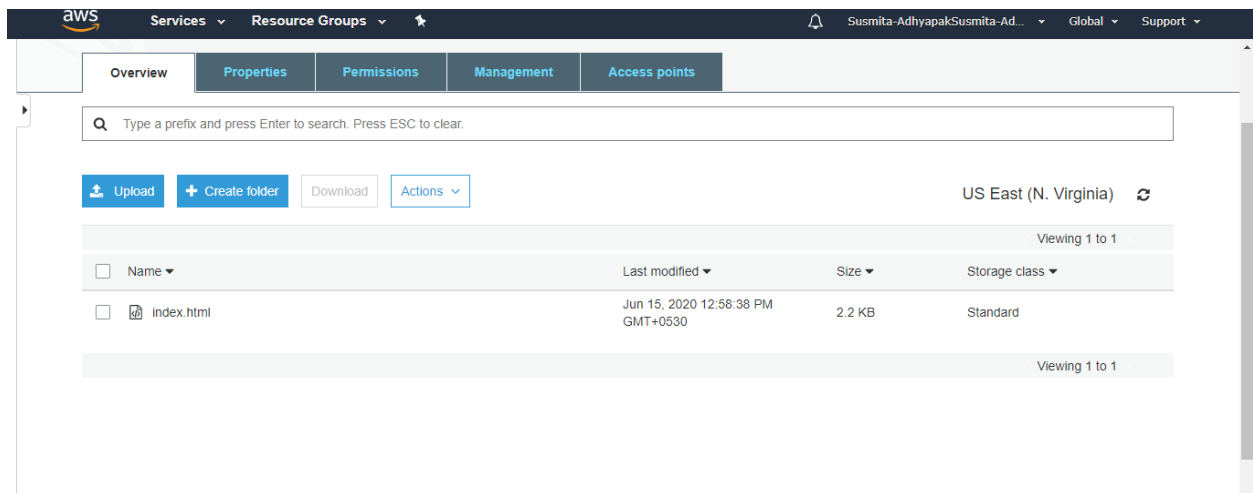 aws Services Resource Groups Susmita-AdhyapakSusmita-Ad... Global Support
Overview Properties Permissions Management Access points
Type a prefix and press Enter to search. Press ESC to clear.
Upload + Create folder Download Actions US East (N. Virginia)
Viewing 1 to 1
Name Last modified Size Storage class
index.html Jun 15, 2020 12:58:38 PM 2.2 KB Standard
GMT+0530
Viewing 1 to 1